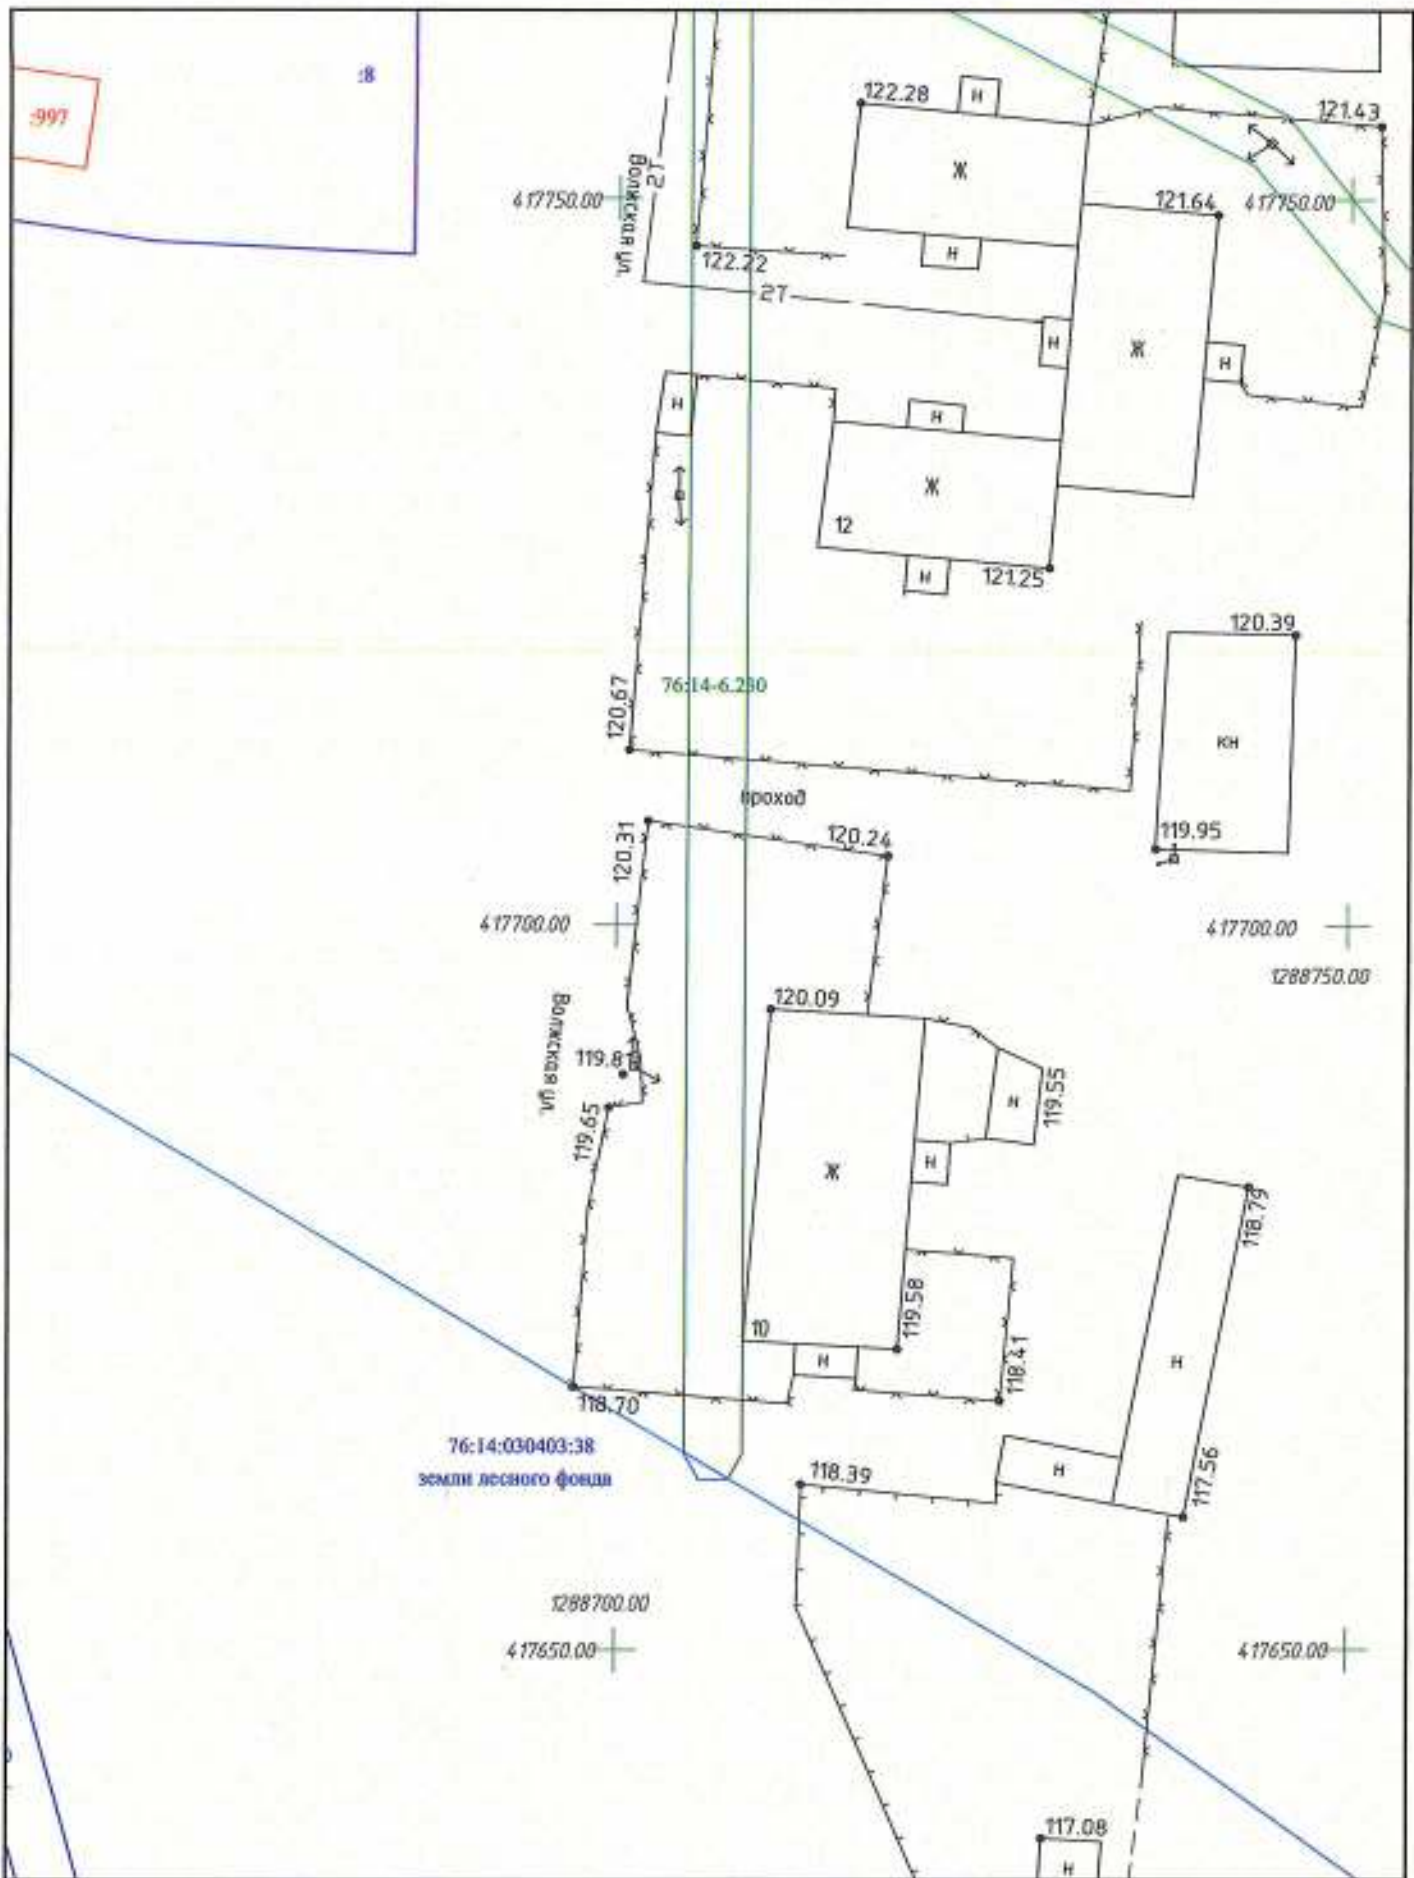 :8
:997
122.28
Н
121.43
Ж
Волжская ул.
2Т
417750.00
121.64
417750.00
122.22
Н
2Т
Н
Ж
Н
Н
Н
Ж
12
Н
121.25
120.39
120.67
76:14-6.230
кн
проход
120.31
120.24
119.95
417700.00
417700.00
1288750.00
120.09
Волжская ул.
119.81
119.65
Н
119.55
Ж
Н
118.79
10
119.58
Н
118.41
Н
118.70
76:14:030403:38
земли лесного фонда
118.39
Н
117.56
1288700.00
417650.00
417650.00
117.08
Н